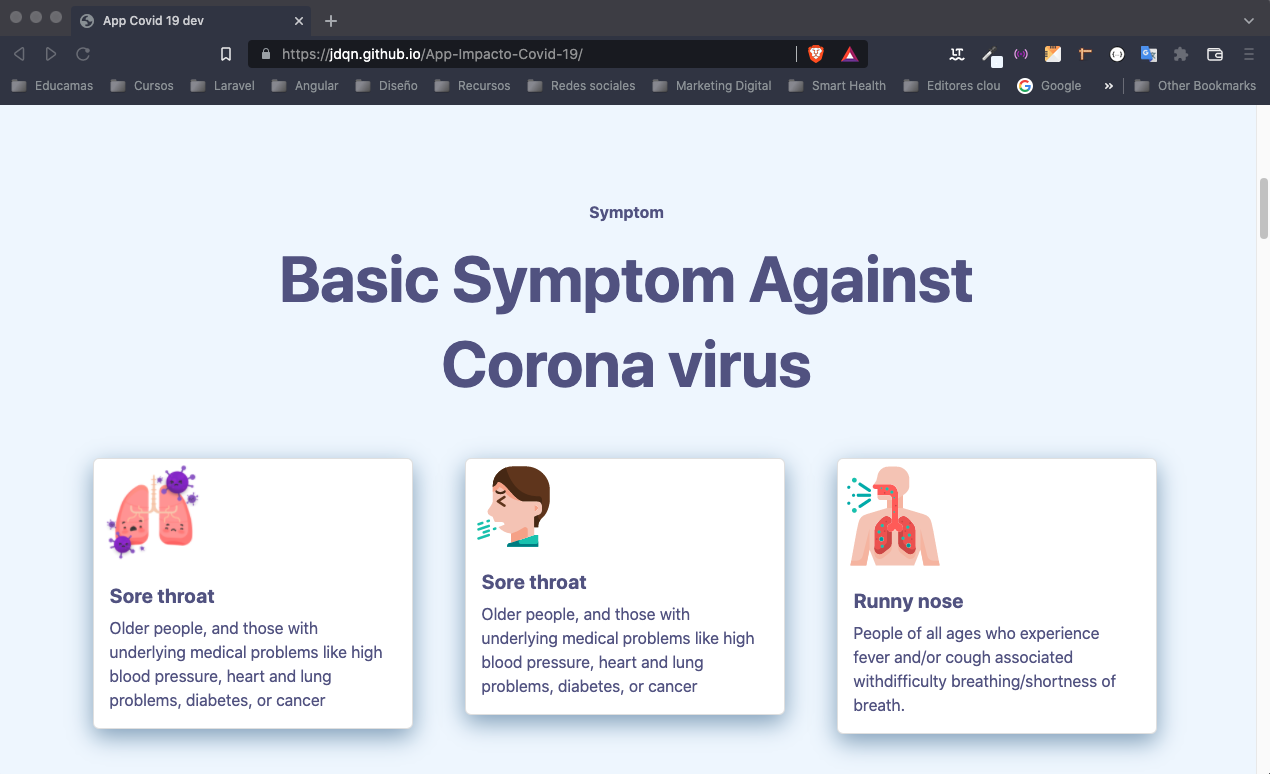 App Covid 19 dev
https://jdqn.github.io/App-Impacto-Covid-19/
Educamas Cursos Laravel Angular Diseño Recursos Redes sociales Marketing Digital Smart Health Editores clou Google » Other Bookmarks
Symptom
Basic Symptom Against
Corona virus
Sore throat
Older people, and those with
underlying medical problems like high
blood pressure, heart and lung
problems, diabetes, or cancer
Sore throat
Older people, and those with
underlying medical problems like high
blood pressure, heart and lung
problems, diabetes, or cancer
Runny nose
People of all ages who experience
fever and/or cough associated
withdifficulty breathing/shortness of
breath.